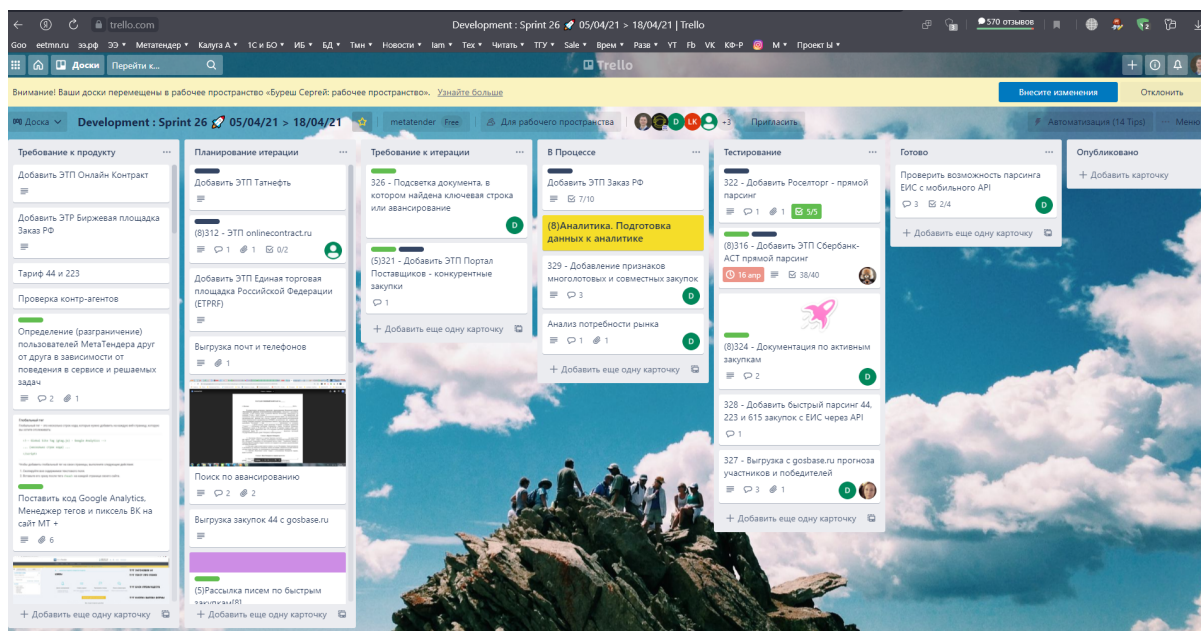 trello.com
Development : Sprint 26 🚀 05/04/21 > 18/04/21 | Trello
570 отзывов
Goo eetmn.ru эа.рф ЭЭ Метатендер Калуга А 1С и БО ИБ БД Тмн Новости Iam Тех Читать ТГУ Sale Врем Разв YT Fb VK КФ-Р М Проекты
Доски
Перейти к...
Trello
Внимание! Ваши доски перемещены в рабочее пространство «Буреш Сергей: рабочее пространство». Узнайте больше
Внесите изменения
Отклонить
Доска
Development : Sprint 26 🚀 05/04/21 > 18/04/21
metatender Free
Для рабочего пространства
D LK +3
Пригласить
Автоматизация (14 Tips)
... Меню
Требование к продукту
Добавить ЭТП Онлайн Контракт
Добавить ЭТР Биржевая площадка
Заказ РФ
Тариф 44 и 223
Проверка контр-агентов
Определение (разграничение)
пользователей МетаТендера друг
от друга в зависимости от
поведения в сервисе и решаемых
задач
2 1
Поставить код Google Analytics,
Менеджер тегов и пиксель ВК на
сайт МТ +
6
+ Добавить еще одну карточку
Планирование итерации
Добавить ЭТП Татнефть
(8)312 - ЭТП onlinecontract.ru
1 1 0/2
Добавить ЭТП Единая торговая
площадка Российской Федерации
(ETPRF)
Выгрузка почт и телефонов
1
Поиск по авансированию
2 2
Выгрузка закупок 44 с gosbase.ru
(5)Рассылка писем по быстрым
закупкам(8)
+ Добавить еще одну карточку
Требование к итерации
326 - Подсветка документа, в
котором найдена ключевая строка
или авансирование
D
(5)321 - Добавить ЭТП Портал
Поставщиков - конкурентные
закупки
1
+ Добавить еще одну карточку
В Процессе
Добавить ЭТП Заказ РФ
7/10
(8)Аналитика. Подготовка
данных к аналитике
329 - Добавление признаков
многолотовых и совместных закупок
3
D
Анализ потребности рынка
1 1
D
+ Добавить еще одну карточку
Тестирование
322 - Добавить Роселторг - прямой
парсинг
1 1 5/5
(8)316 - Добавить ЭТП Сбербанк-
АСТ прямой парсинг
16 апр 38/40
(8)324 - Документация по активным
закупкам
2
D
328 - Добавить быстрый парсинг 44,
223 и 615 закупок с ЕИС через API
1
327 - Выгрузка с gosbase.ru прогноза
участников и победителей
3 1
D
+ Добавить еще одну карточку
Готово
Проверить возможность парсинга
ЕИС с мобильного API
3 2/4
D
+ Добавить еще одну карточку
Опубликовано
+ Добавить карточку